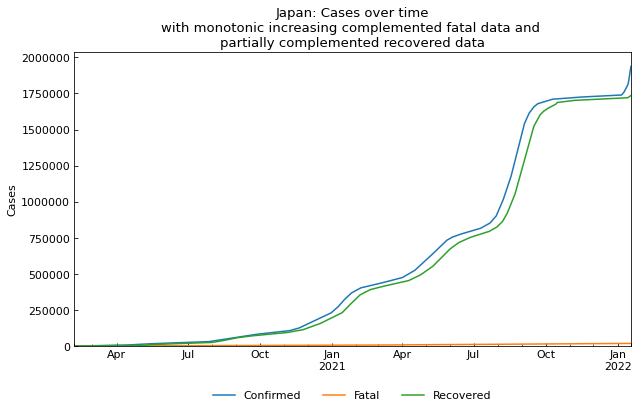 Japan: Cases over time
with monotonic increasing complemented fatal data and
partially complemented recovered data
2000000
1750000
1500000
1250000
1000000
750000
500000
250000
0
Cases
Apr Jul Oct Jan Apr Jul Oct Jan
2021 2022
Confirmed Fatal Recovered